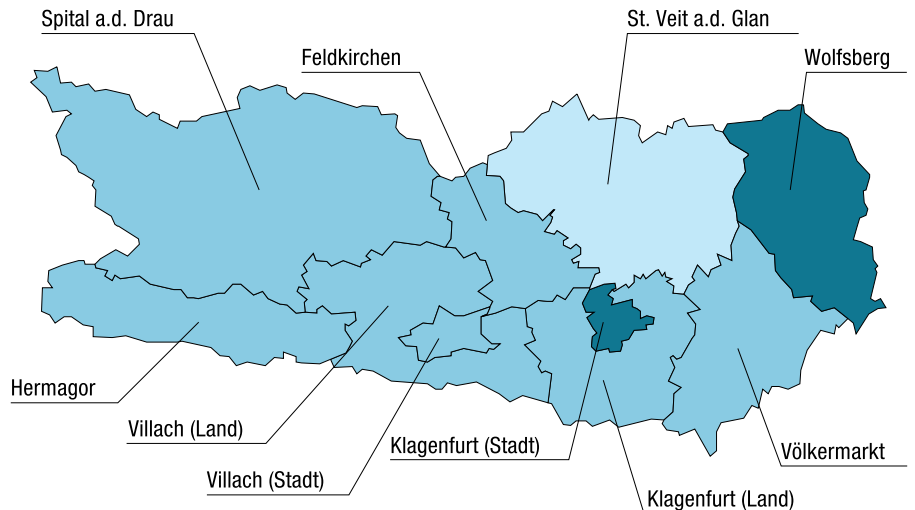 Spital a.d. Drau
St. Veit a.d. Glan
Feldkirchen
Wolfsberg
Hermagor
Villach (Land)
Klagenfurt (Stadt)
Völkermarkt
Villach (Stadt)
Klagenfurt (Land)